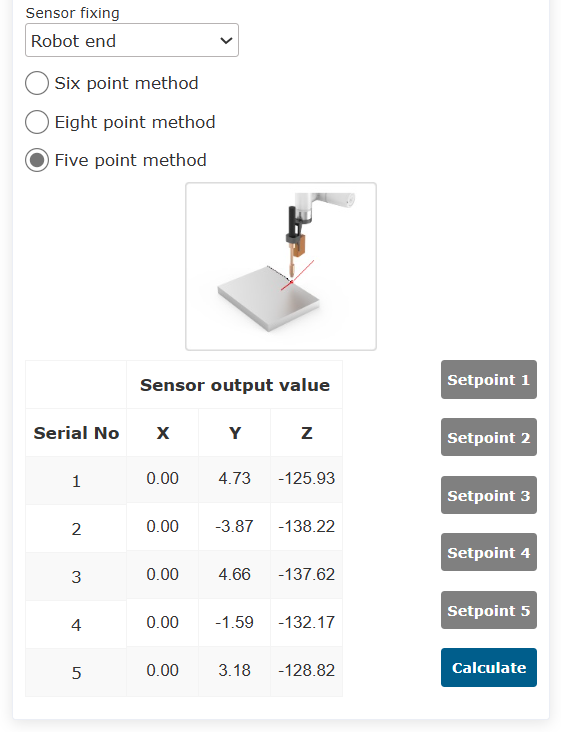 Sensor fixing
Robot end
Six point method
Eight point method
Five point method
Sensor output value
Setpoint 1
Serial No X Y Z
Setpoint 2
1 0.00 4.73 -125.93
Setpoint 3
2 0.00 -3.87 -138.22
Setpoint 4
3 0.00 4.66 -137.62
Setpoint 5
4 0.00 -1.59 -132.17
Calculate
5 0.00 3.18 -128.82